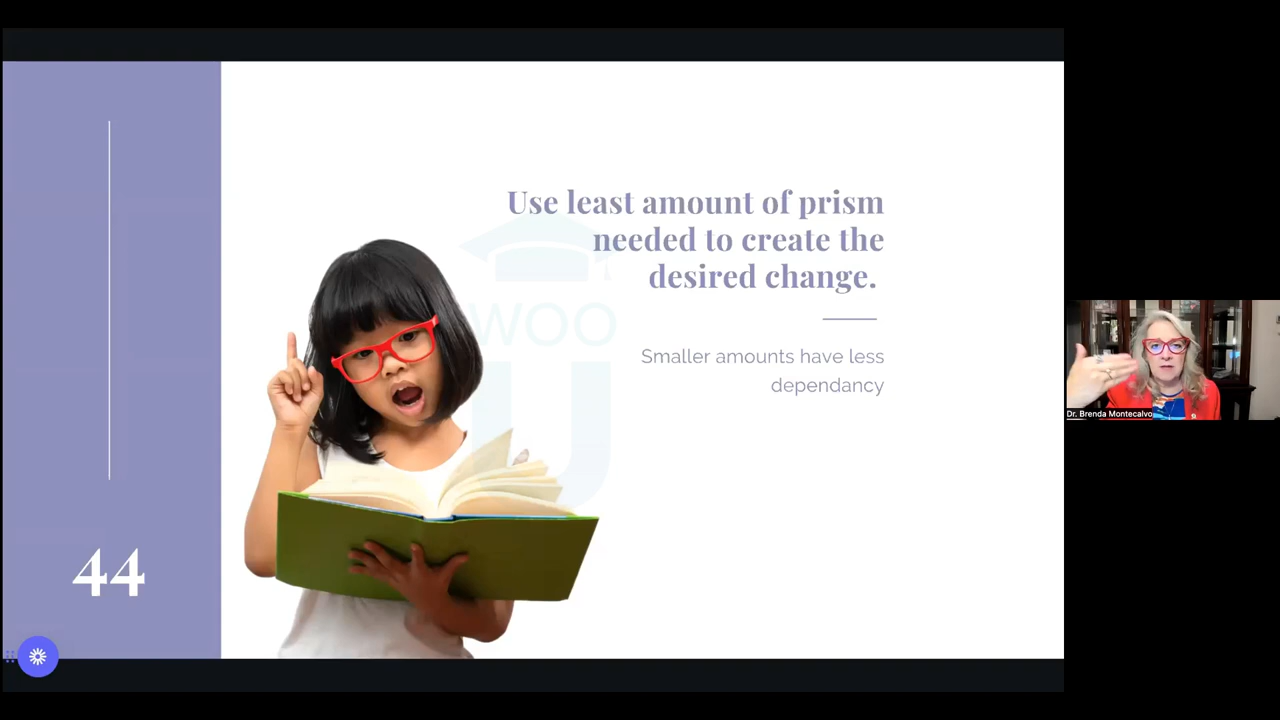 Use least amount of prism
needed to create the
desired change.
Smaller amounts have less
dependancy
WOO
U
44
Dr. Brenda Montecalvo